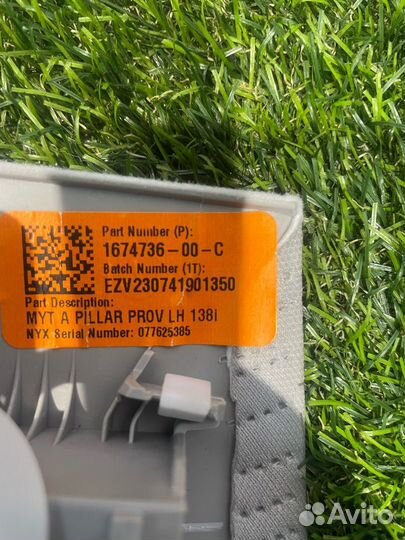 Part Number (P):
1674736-00-C
Batch Number (1T):
EZV230741901350
Part Description:
MYT A PILLAR PROV LH 138i
NYX Serial Number: 077625385
Avito